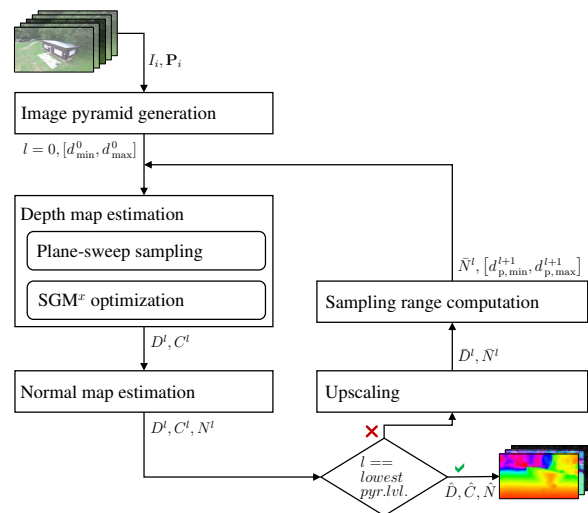 I_i, P_i
Image pyramid generation
l = 0, [d^0_min, d^0_max]
Depth map estimation
Plane-sweep sampling
SGM^x optimization
D^l, C^l
Normal map estimation
D^l, C^l, N^l
l ==
lowest
pyr.lvl.
D̂, Ĉ, N̂
Upscaling
D̄^l, N̄^l
Sampling range computation
N̄^l, [d^{l+1}_{p,min}, d^{l+1}_{p,max}]